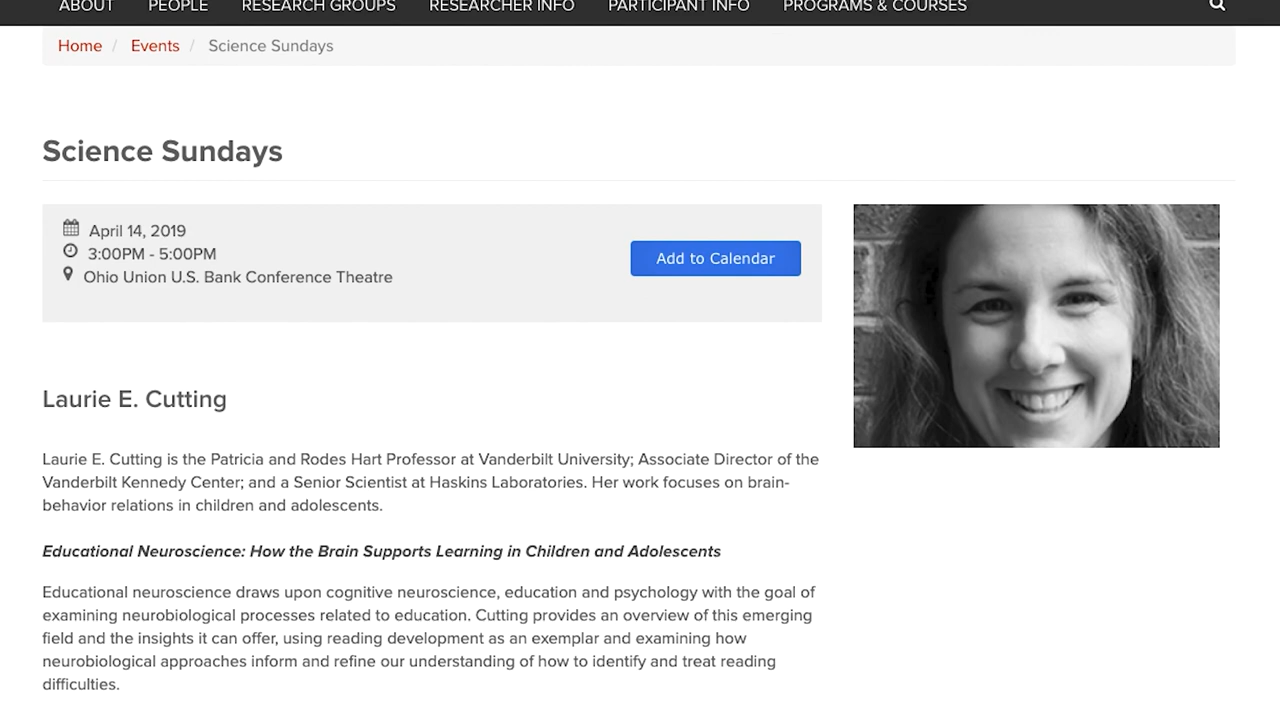 ABOUT PEOPLE RESEARCH GROUPS RESEARCHER INFO PARTICIPANT INFO PROGRAMS & COURSES
Home / Events / Science Sundays
Science Sundays
April 14, 2019
3:00PM - 5:00PM
Ohio Union U.S. Bank Conference Theatre
Add to Calendar
Laurie E. Cutting
Laurie E. Cutting is the Patricia and Rodes Hart Professor at Vanderbilt University; Associate Director of the
Vanderbilt Kennedy Center; and a Senior Scientist at Haskins Laboratories. Her work focuses on brain-
behavior relations in children and adolescents.
Educational Neuroscience: How the Brain Supports Learning in Children and Adolescents
Educational neuroscience draws upon cognitive neuroscience, education and psychology with the goal of
examining neurobiological processes related to education. Cutting provides an overview of this emerging
field and the insights it can offer, using reading development as an exemplar and examining how
neurobiological approaches inform and refine our understanding of how to identify and treat reading
difficulties.